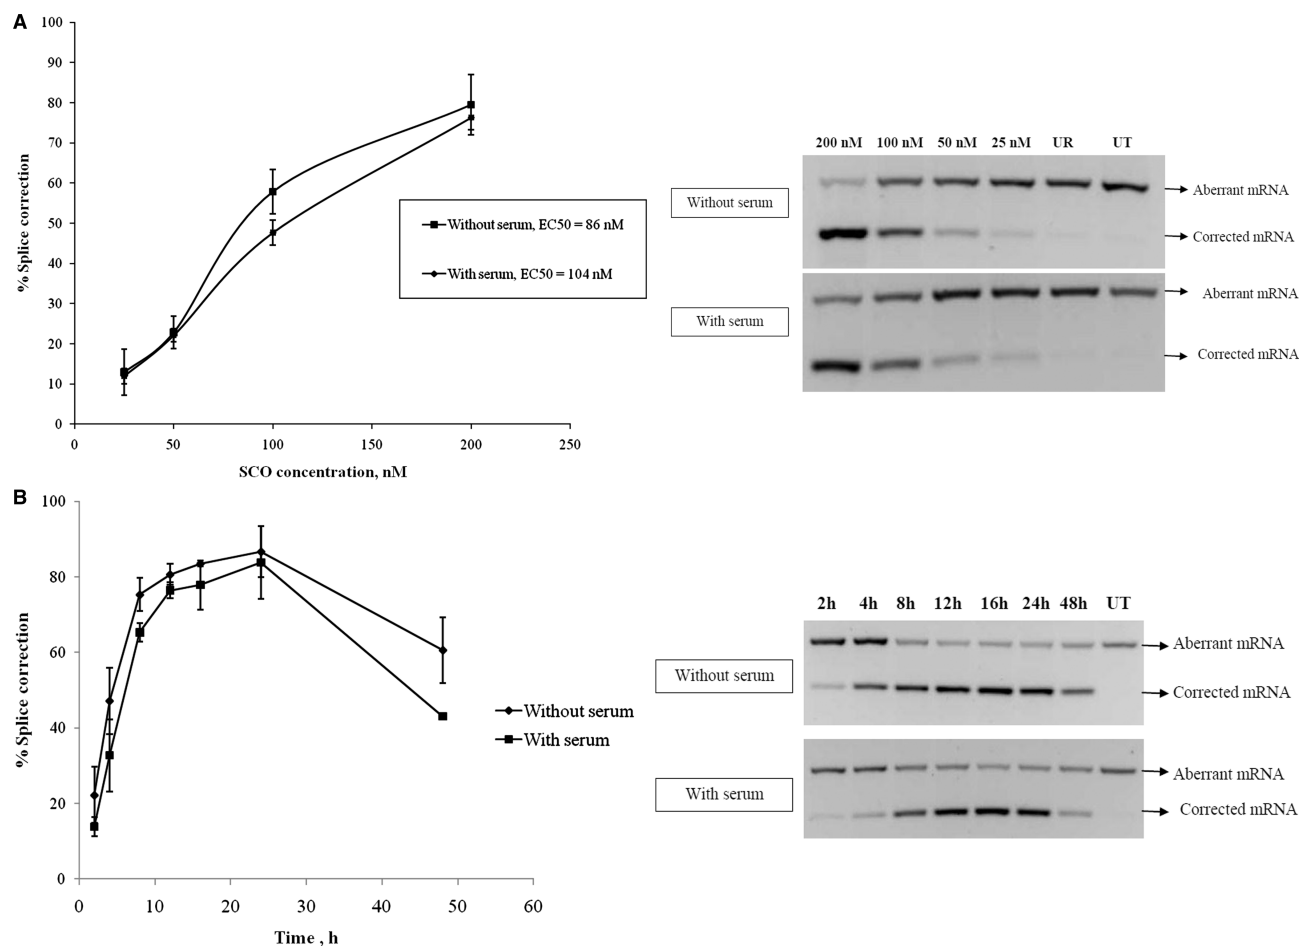 A
100
90
80
70
60
50
40
30
20
10
0
% Splice correction
0 50 100 150 200 250
SCO concentration, nM
Without serum, EC50 = 86 nM
With serum, EC50 = 104 nM
200 nM 100 nM 50 nM 25 nM UR UT
Without serum
Aberrant mRNA
Corrected mRNA
With serum
Aberrant mRNA
Corrected mRNA
B
100
80
60
40
20
0
% Splice correction
0 10 20 30 40 50 60
Time , h
Without serum
With serum
2h 4h 8h 12h 16h 24h 48h UT
Without serum
Aberrant mRNA
Corrected mRNA
With serum
Aberrant mRNA
Corrected mRNA